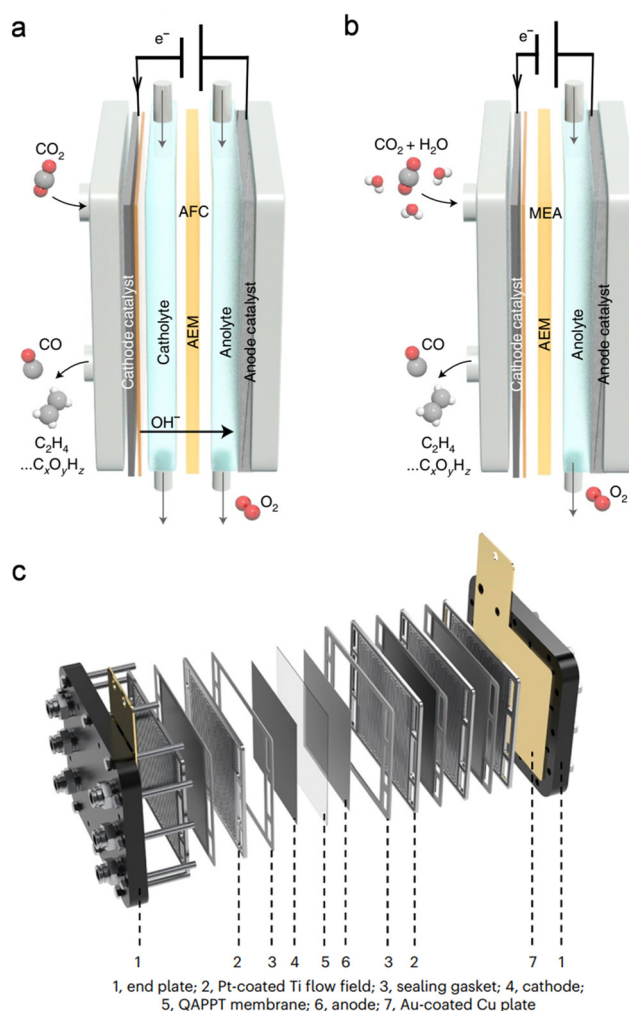 a
e⁻
CO₂
AFC
Cathode catalyst
Catholyte
AEM
Anolyte
Anode catalyst
CO
OH⁻
C₂H₄
...CₓOᵧH_z
O₂
b
e⁻
CO₂ + H₂O
MEA
Cathode catalyst
AEM
Anolyte
Anode catalyst
CO
C₂H₄
...CₓOᵧH_z
O₂
c
1 2 3 4 5 6 3 2 7 1
1, end plate; 2, Pt-coated Ti flow field; 3, sealing gasket; 4, cathode;
5, QAPPT membrane; 6, anode; 7, Au-coated Cu plate